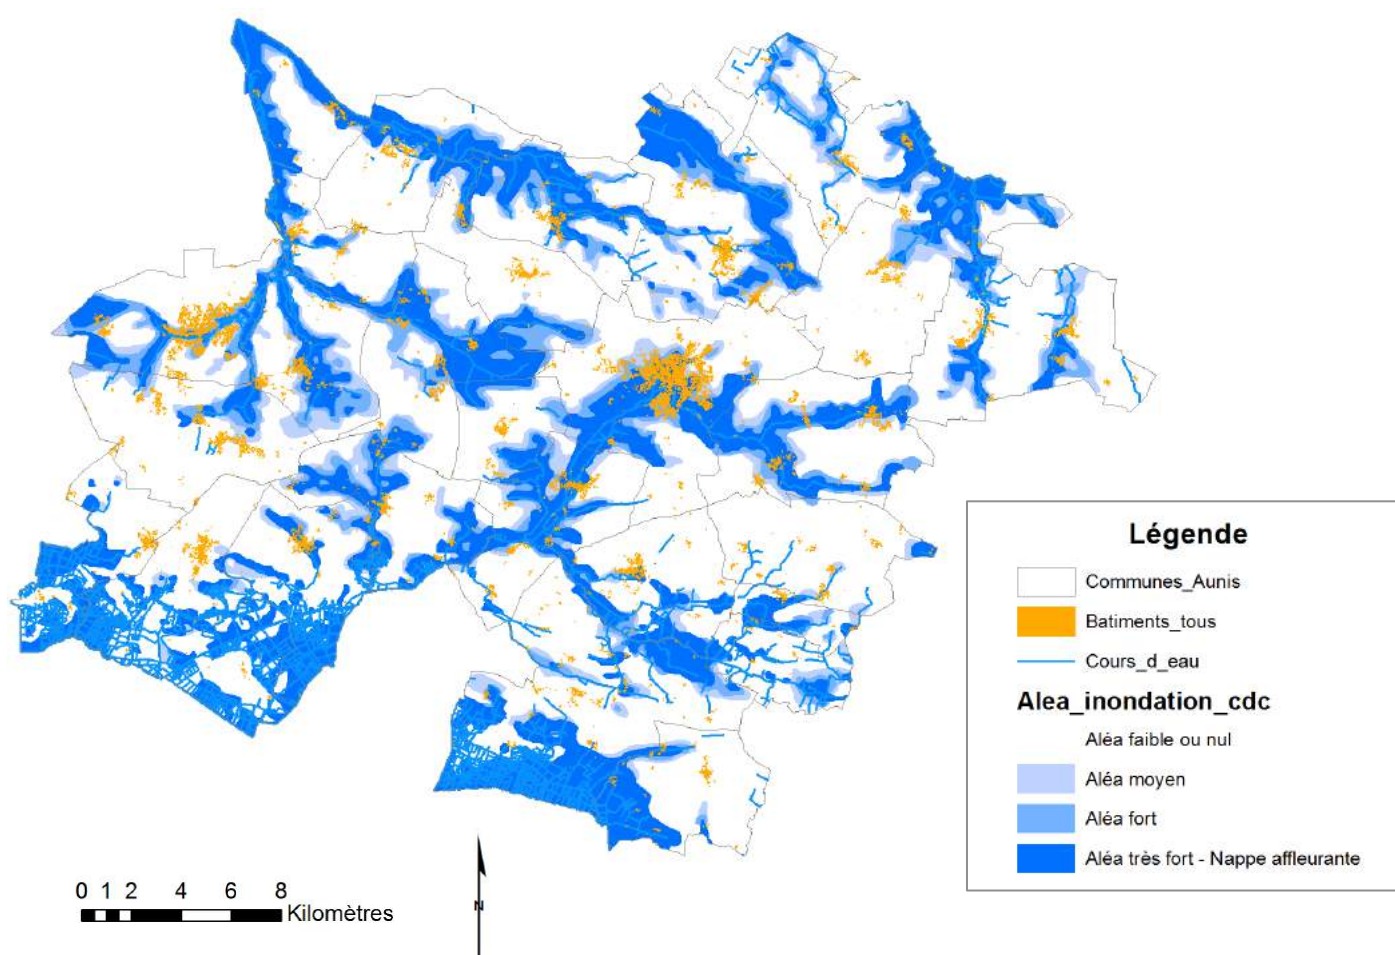 Légende
Communes_Aunis
Batiments_tous
Cours_d_eau
Alea_inondation_cdc
Aléa faible ou nul
Aléa moyen
Aléa fort
Aléa très fort - Nappe affleurante
0 1 2 4 6 8
Kilomètres
N